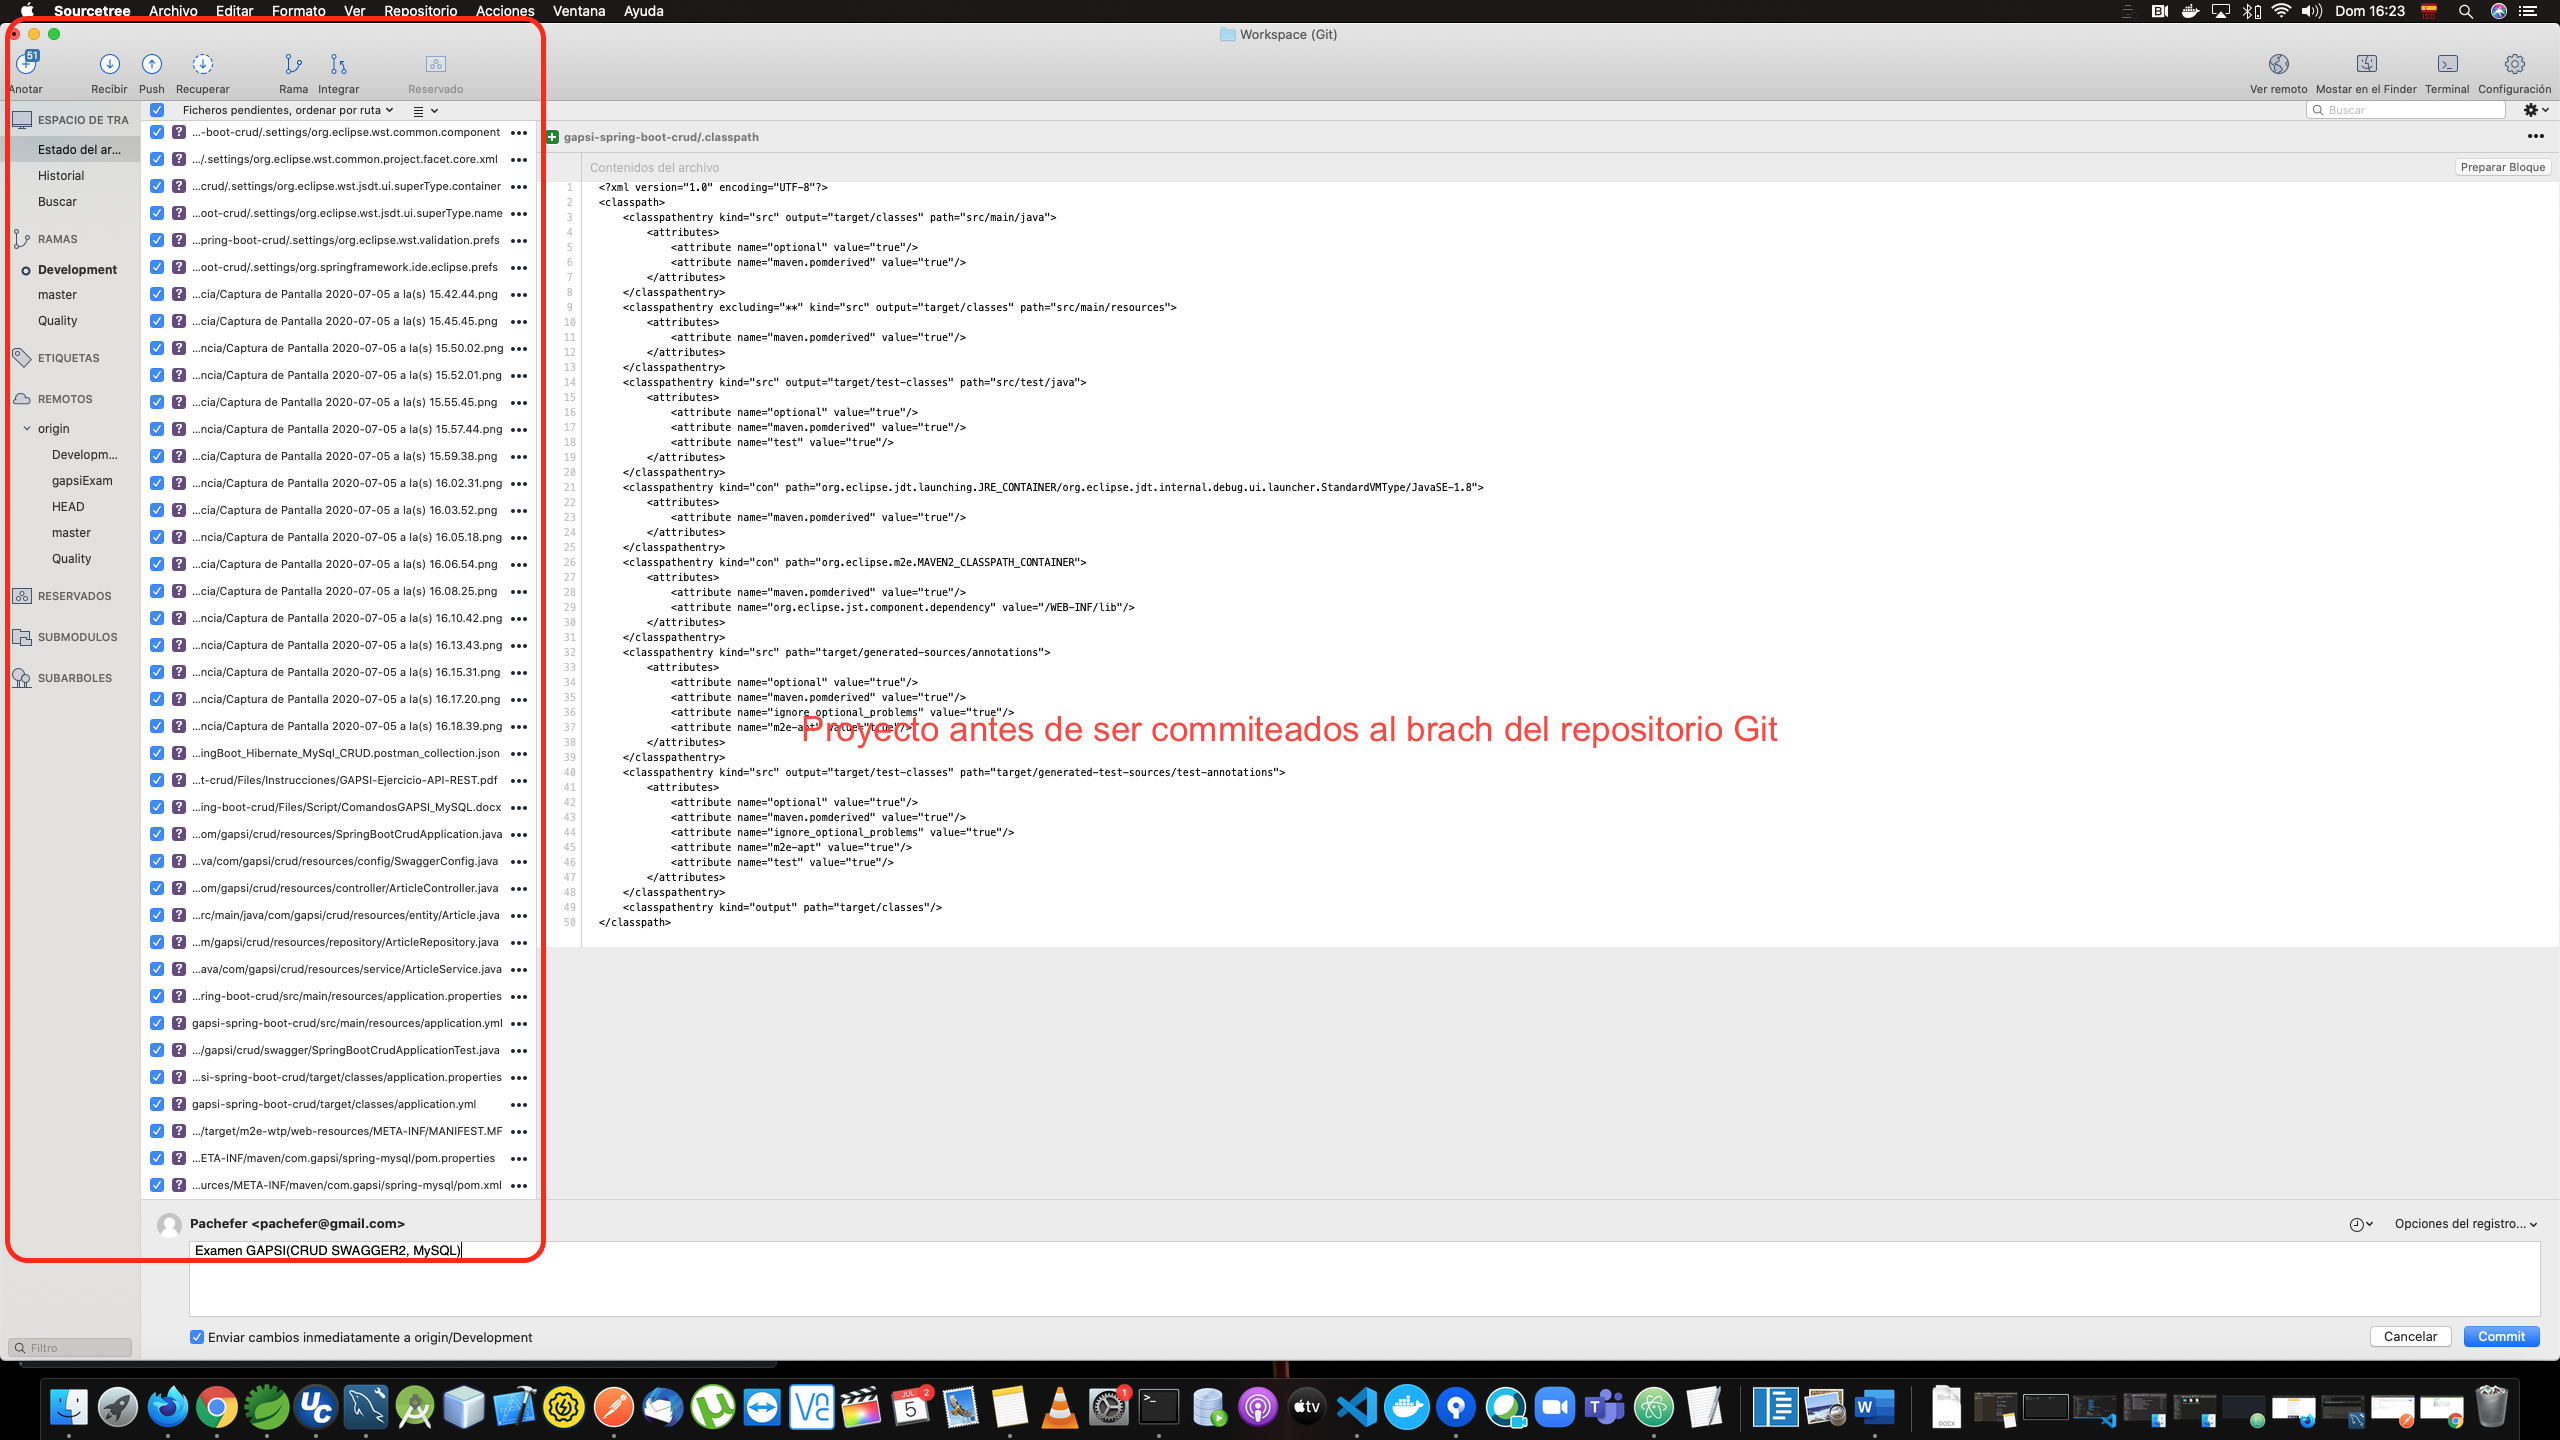 Sourcetree Archivo Editar Formato Ver Repositorio Acciones Ventana Ayuda
Dom 16:23
Workspace (Git)
51
Anotar Recibir Push Recuperar Rama Integrar Reservado
Ver remoto Mostrar en el Finder Terminal Configuración
ESPACIO DE TRA
Estado del ar...
Historial
Buscar
RAMAS
Development
master
Quality
ETIQUETAS
REMOTOS
origin
Developm...
gapsiExam
HEAD
master
Quality
RESERVADOS
SUBMODULOS
SUBARBOLES
Filtro
Ficheros pendientes, ordenar por ruta
Buscar
...-boot-crud/.settings/org.eclipse.wst.common.component
.../.settings/org.eclipse.wst.common.project.facet.core.xml
...crud/.settings/org.eclipse.wst.jsdt.ui.superType.container
...oot-crud/.settings/org.eclipse.wst.jsdt.ui.superType.name
...pring-boot-crud/.settings/org.eclipse.wst.validation.prefs
...oot-crud/.settings/org.springframework.ide.eclipse.prefs
...cia/Captura de Pantalla 2020-07-05 a la(s) 15.42.44.png
...cia/Captura de Pantalla 2020-07-05 a la(s) 15.45.45.png
...ncia/Captura de Pantalla 2020-07-05 a la(s) 15.50.02.png
...ncia/Captura de Pantalla 2020-07-05 a la(s) 15.52.01.png
...cia/Captura de Pantalla 2020-07-05 a la(s) 15.55.45.png
...ncia/Captura de Pantalla 2020-07-05 a la(s) 15.57.44.png
...cia/Captura de Pantalla 2020-07-05 a la(s) 15.59.38.png
...ncia/Captura de Pantalla 2020-07-05 a la(s) 16.02.31.png
...cia/Captura de Pantalla 2020-07-05 a la(s) 16.03.52.png
...ncia/Captura de Pantalla 2020-07-05 a la(s) 16.05.18.png
...cia/Captura de Pantalla 2020-07-05 a la(s) 16.06.54.png
...cia/Captura de Pantalla 2020-07-05 a la(s) 16.08.25.png
...ncia/Captura de Pantalla 2020-07-05 a la(s) 16.10.42.png
...ncia/Captura de Pantalla 2020-07-05 a la(s) 16.13.43.png
...ncia/Captura de Pantalla 2020-07-05 a la(s) 16.15.31.png
...ncia/Captura de Pantalla 2020-07-05 a la(s) 16.17.20.png
...ncia/Captura de Pantalla 2020-07-05 a la(s) 16.18.39.png
...ingBoot_Hibernate_MySql_CRUD.postman_collection.json
...t-crud/Files/Instrucciones/GAPSI-Ejercicio-API-REST.pdf
...ing-boot-crud/Files/Script/ComandosGAPSI_MySQL.docx
...om/gapsi/crud/resources/SpringBootCrudApplication.java
...va/com/gapsi/crud/resources/config/SwaggerConfig.java
...om/gapsi/crud/resources/controller/ArticleController.java
...rc/main/java/com/gapsi/crud/resources/entity/Article.java
...m/gapsi/crud/resources/repository/ArticleRepository.java
...ava/com/gapsi/crud/resources/service/ArticleService.java
...ring-boot-crud/src/main/resources/application.properties
gapsi-spring-boot-crud/src/main/resources/application.yml
.../gapsi/crud/swagger/SpringBootCrudApplicationTest.java
...si-spring-boot-crud/target/classes/application.properties
gapsi-spring-boot-crud/target/classes/application.yml
.../target/m2e-wtp/web-resources/META-INF/MANIFEST.MF
...ETA-INF/maven/com.gapsi/spring-mysql/pom.properties
...urces/META-INF/maven/com.gapsi/spring-mysql/pom.xml
gapsi-spring-boot-crud/.classpath
Contenidos del archivo
Preparar Bloque
1 <?xml version="1.0" encoding="UTF-8"?>
2 <classpath>
3 <classpathentry kind="src" output="target/classes" path="src/main/java">
4 <attributes>
5 <attribute name="optional" value="true"/>
6 <attribute name="maven.pomderived" value="true"/>
7 </attributes>
8 </classpathentry>
9 <classpathentry excluding="**" kind="src" output="target/classes" path="src/main/resources">
10 <attributes>
11 <attribute name="maven.pomderived" value="true"/>
12 </attributes>
13 </classpathentry>
14 <classpathentry kind="src" output="target/test-classes" path="src/test/java">
15 <attributes>
16 <attribute name="optional" value="true"/>
17 <attribute name="maven.pomderived" value="true"/>
18 <attribute name="test" value="true"/>
19 </attributes>
20 </classpathentry>
21 <classpathentry kind="con" path="org.eclipse.jdt.launching.JRE_CONTAINER/org.eclipse.jdt.internal.debug.ui.launcher.StandardVMType/JavaSE-1.8">
22 <attributes>
23 <attribute name="maven.pomderived" value="true"/>
24 </attributes>
25 </classpathentry>
26 <classpathentry kind="con" path="org.eclipse.m2e.MAVEN2_CLASSPATH_CONTAINER">
27 <attributes>
28 <attribute name="maven.pomderived" value="true"/>
29 <attribute name="org.eclipse.jst.component.dependency" value="/WEB-INF/lib"/>
30 </attributes>
31 </classpathentry>
32 <classpathentry kind="src" path="target/generated-sources/annotations">
33 <attributes>
34 <attribute name="optional" value="true"/>
35 <attribute name="maven.pomderived" value="true"/>
36 <attribute name="ignore_optional_problems" value="true"/>
37 <attribute name="m2e-apt" value="true"/>
38 </attributes>
39 </classpathentry>
40 <classpathentry kind="src" output="target/test-classes" path="target/generated-test-sources/test-annotations">
41 <attributes>
42 <attribute name="optional" value="true"/>
43 <attribute name="maven.pomderived" value="true"/>
44 <attribute name="ignore_optional_problems" value="true"/>
45 <attribute name="m2e-apt" value="true"/>
46 <attribute name="test" value="true"/>
47 </attributes>
48 </classpathentry>
49 <classpathentry kind="output" path="target/classes"/>
50 </classpath>
Proyecto antes de ser commiteados al brach del repositorio Git
Pachefer <pachefer@gmail.com>
Opciones del registro...
Examen GAPSI(CRUD SWAGGER2, MySQL)
Enviar cambios inmediatamente a origin/Development
Cancelar Commit
JUL 5 2
1
tv
DOCX